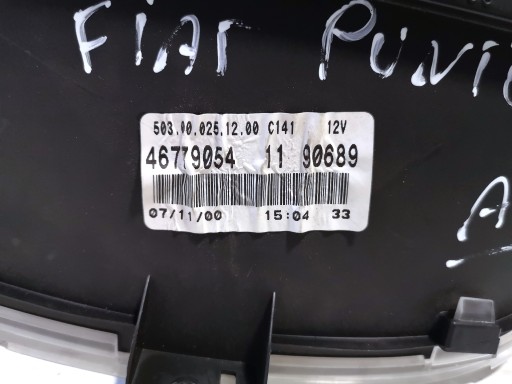 FIAT PUNTO
503.00.025.12.00 C141 12V
46779054 11 90689
07/11/00 15:04 33